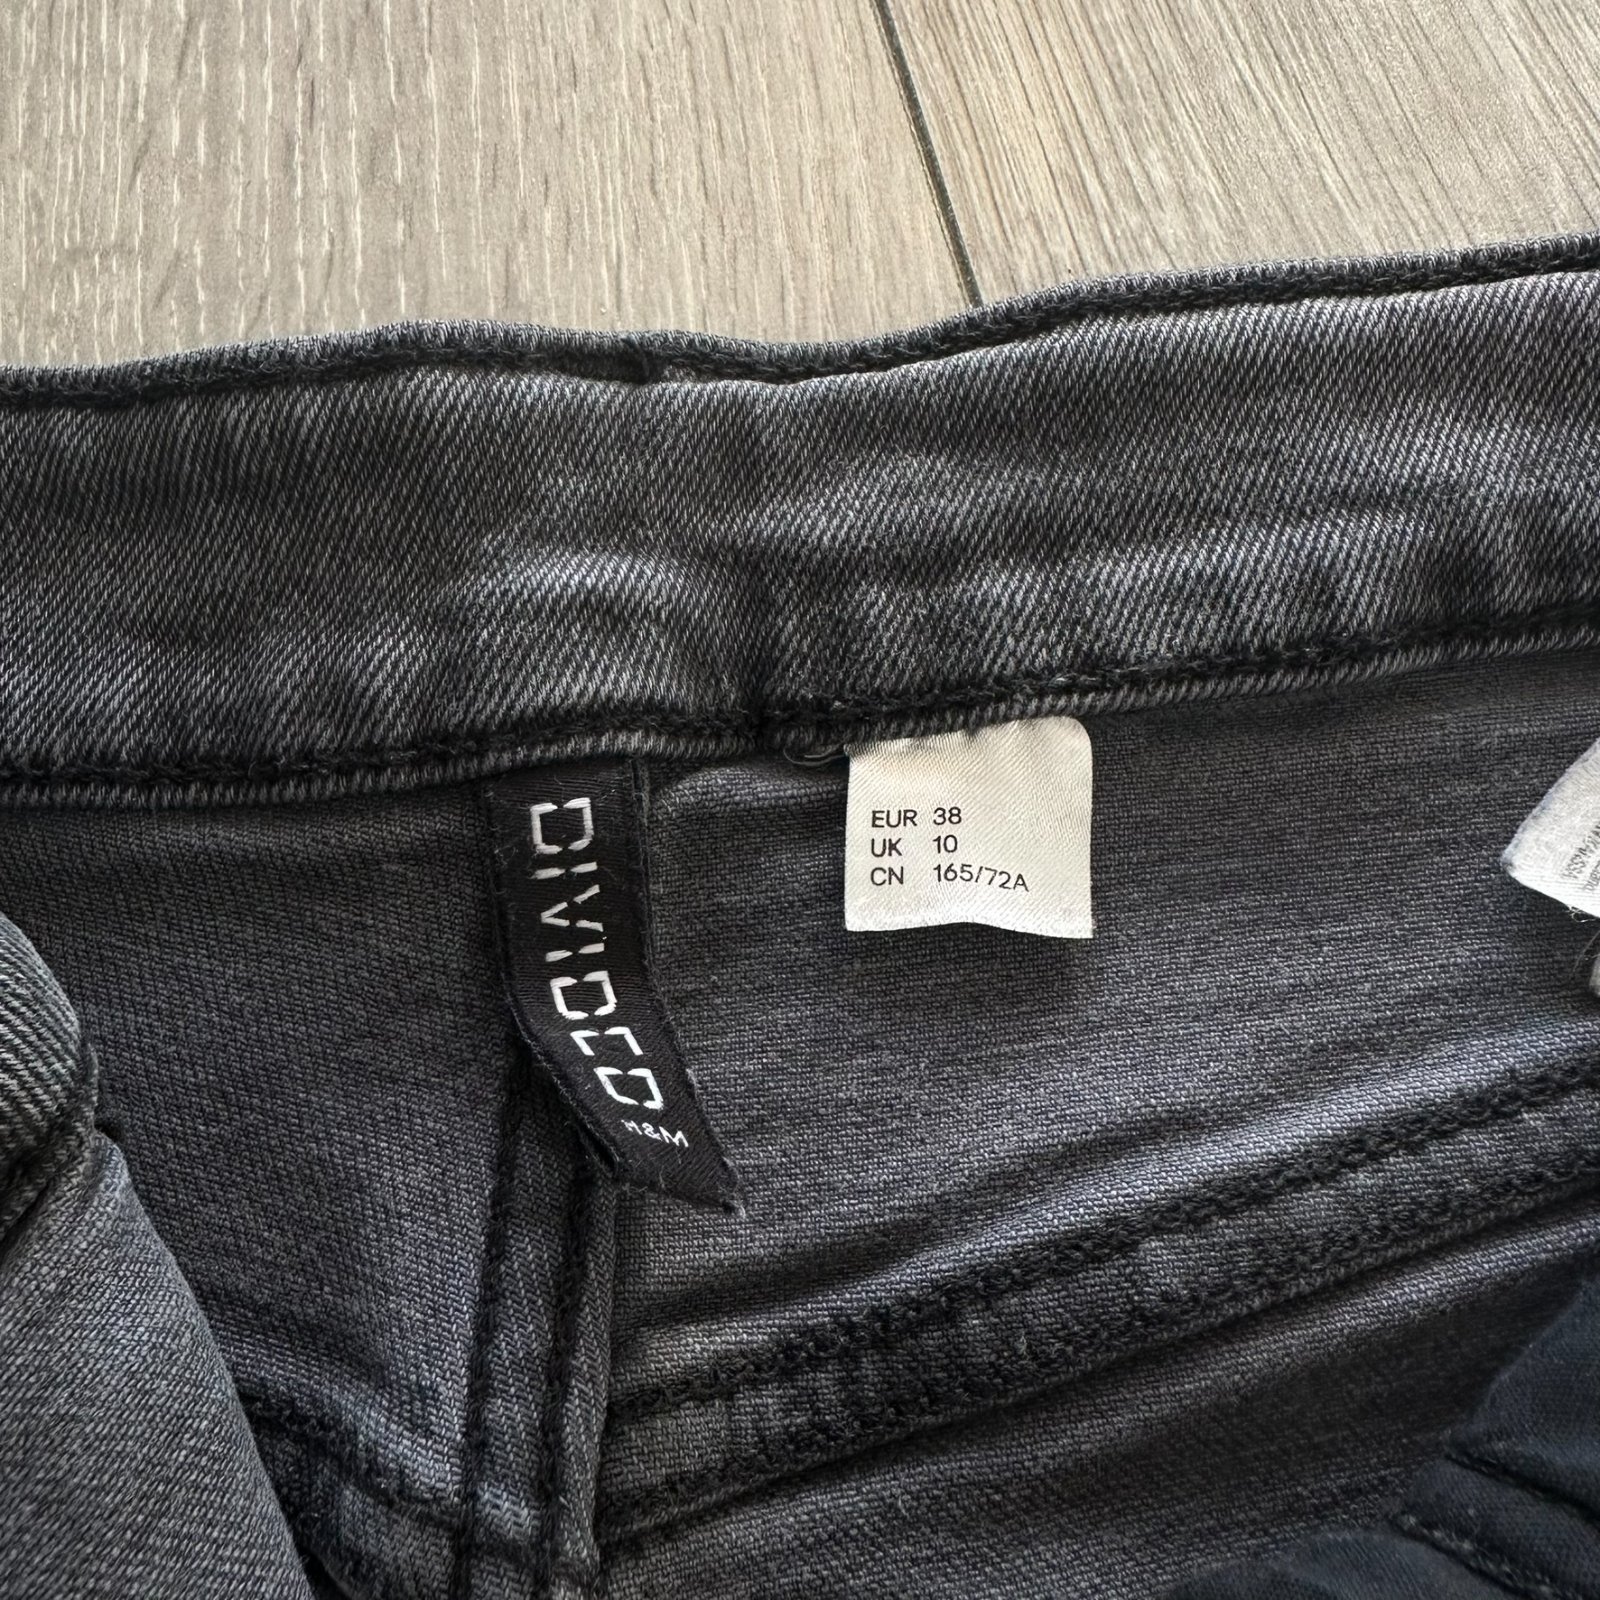 DIVIDED
H&M
EUR 38
UK 10
CN 165/72A